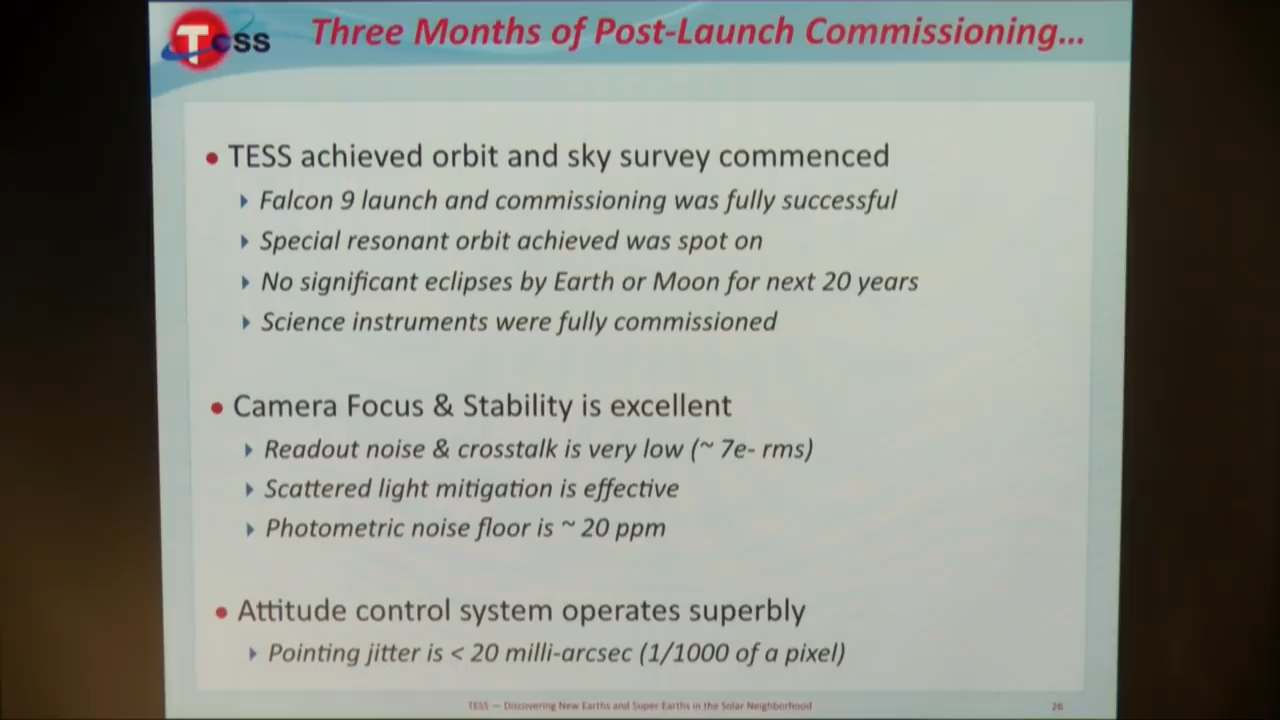 Tess
Three Months of Post-Launch Commissioning...
• TESS achieved orbit and sky survey commenced
Falcon 9 launch and commissioning was fully successful
Special resonant orbit achieved was spot on
No significant eclipses by Earth or Moon for next 20 years
Science instruments were fully commissioned
• Camera Focus & Stability is excellent
Readout noise & crosstalk is very low (~ 7e- rms)
Scattered light mitigation is effective
Photometric noise floor is ~ 20 ppm
• Attitude control system operates superbly
Pointing jitter is < 20 milli-arcsec (1/1000 of a pixel)
TESS — Discovering New Earths and Super Earths in the Solar Neighborhood
26